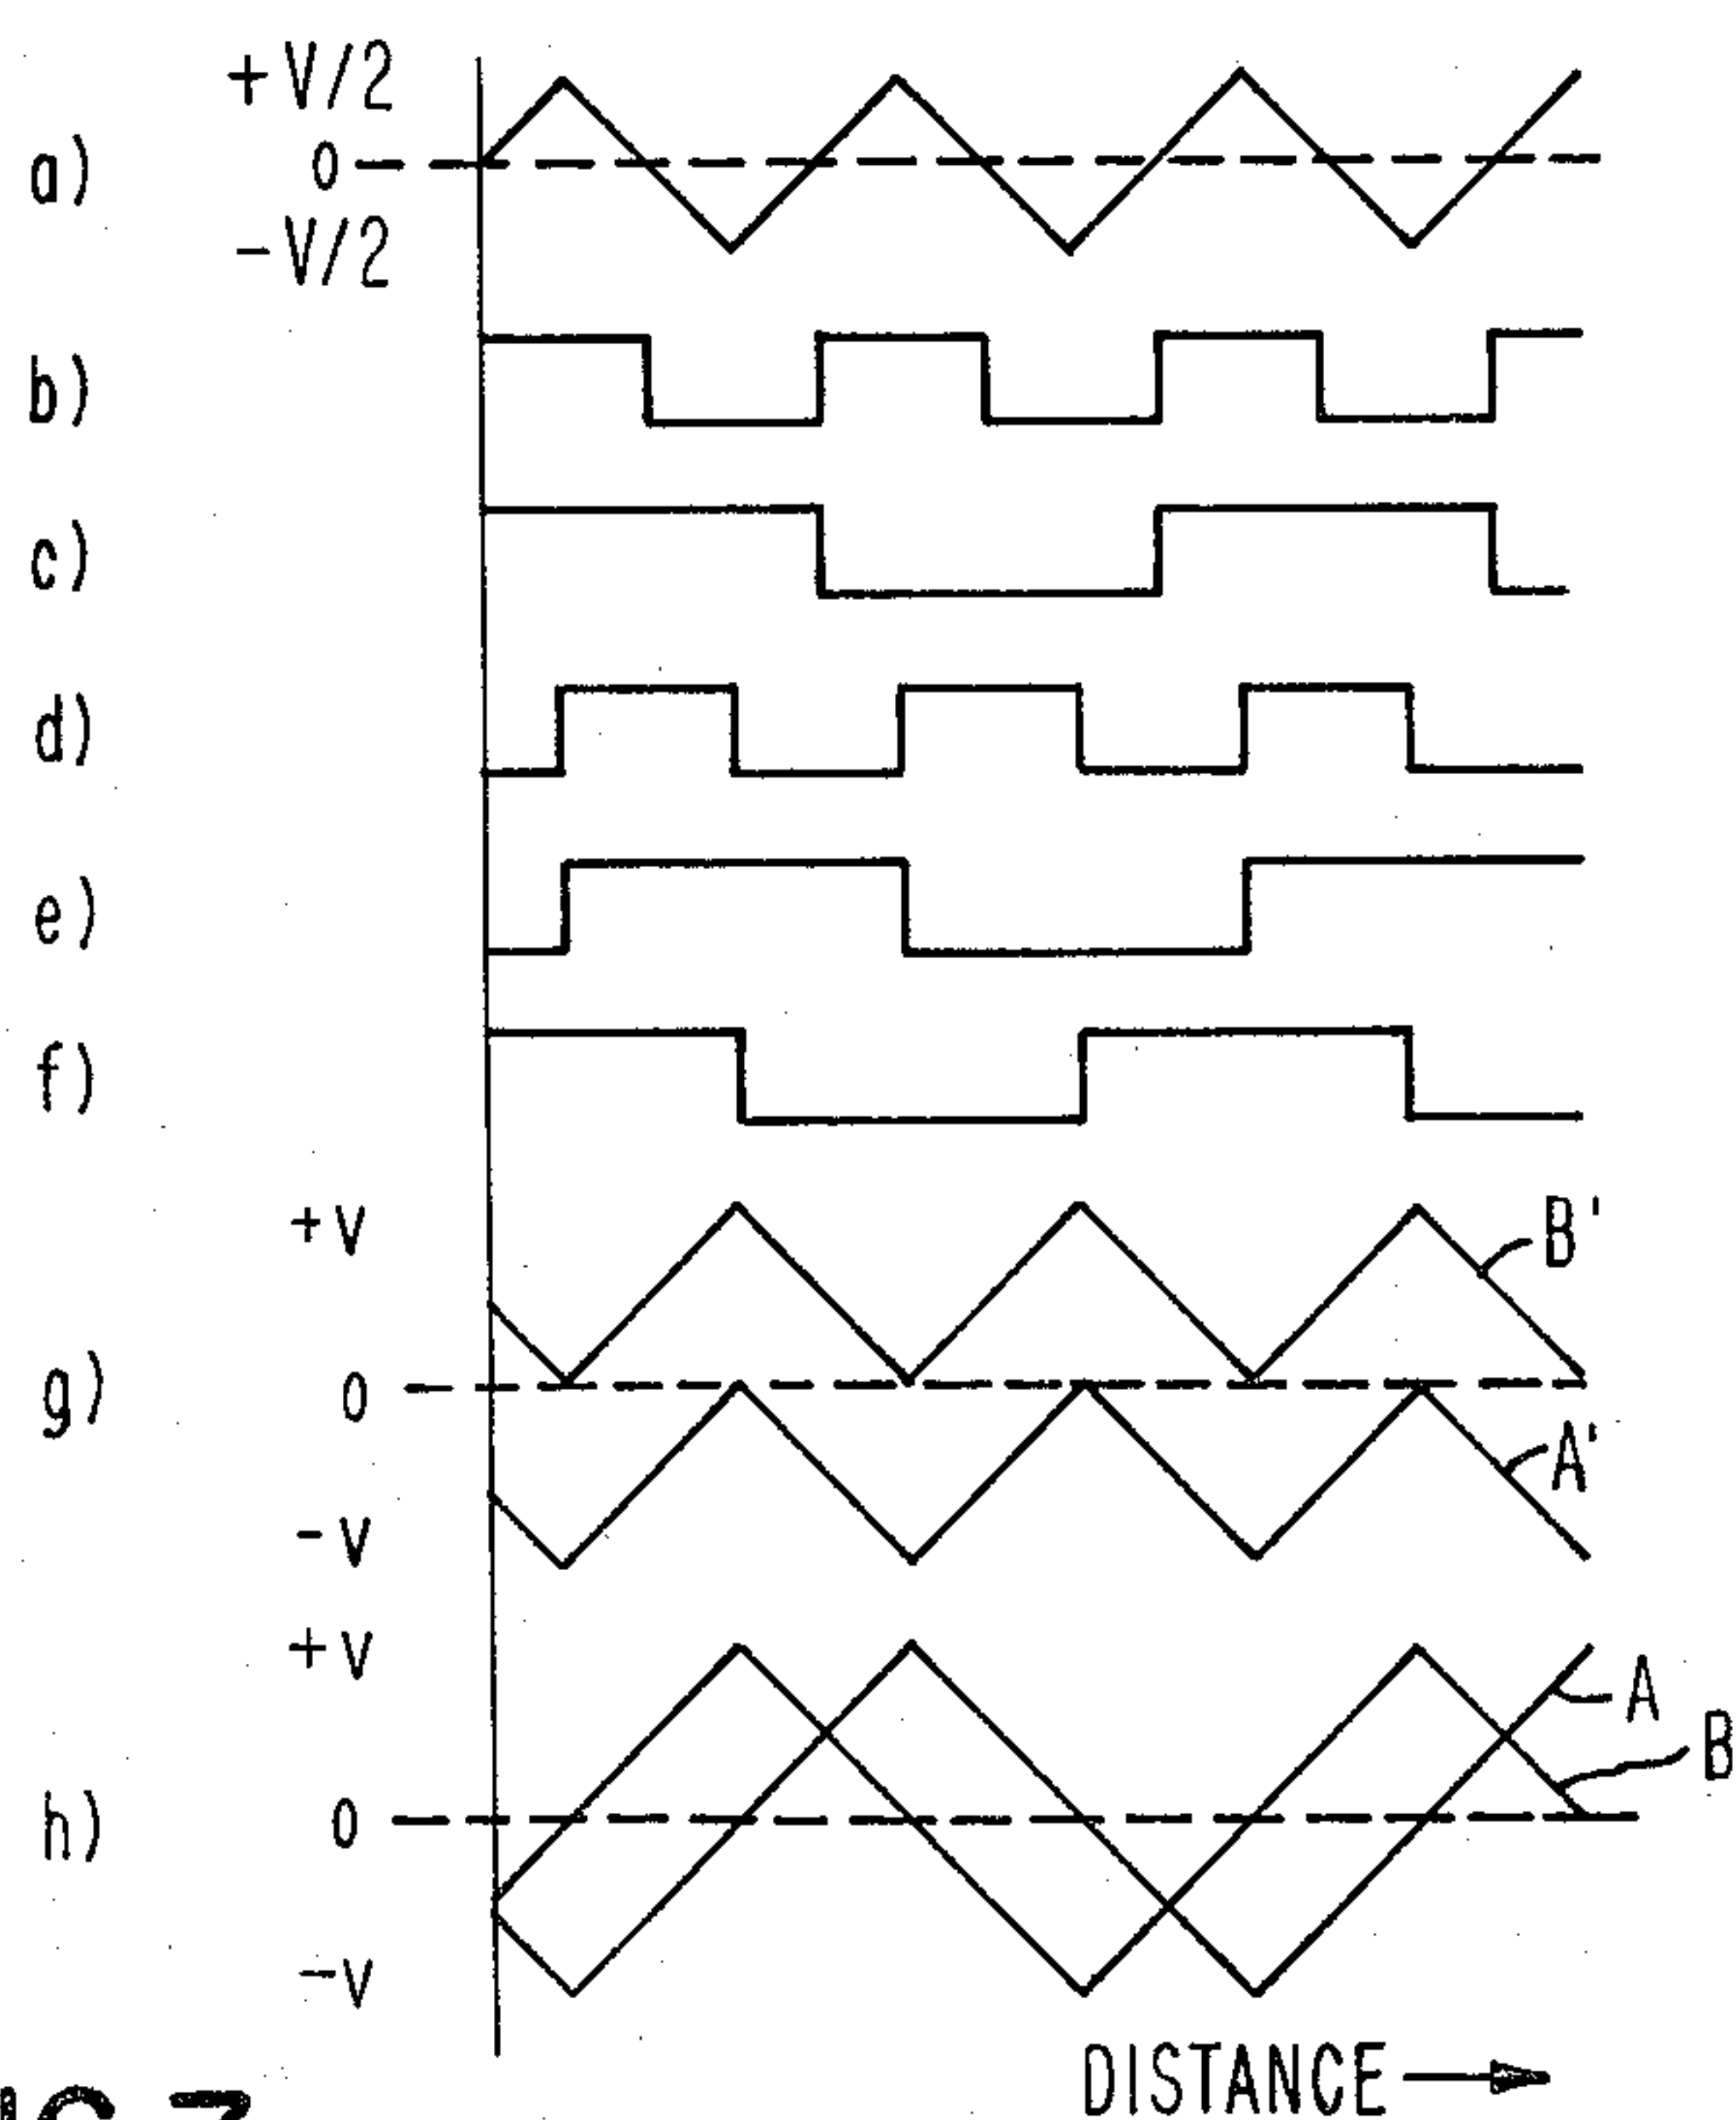 +V/2
a) 0
-V/2
b)
c)
d)
e)
f)
+V
B'
g) 0
A'
-V
+V
A
B
h) 0
-V
DISTANCE